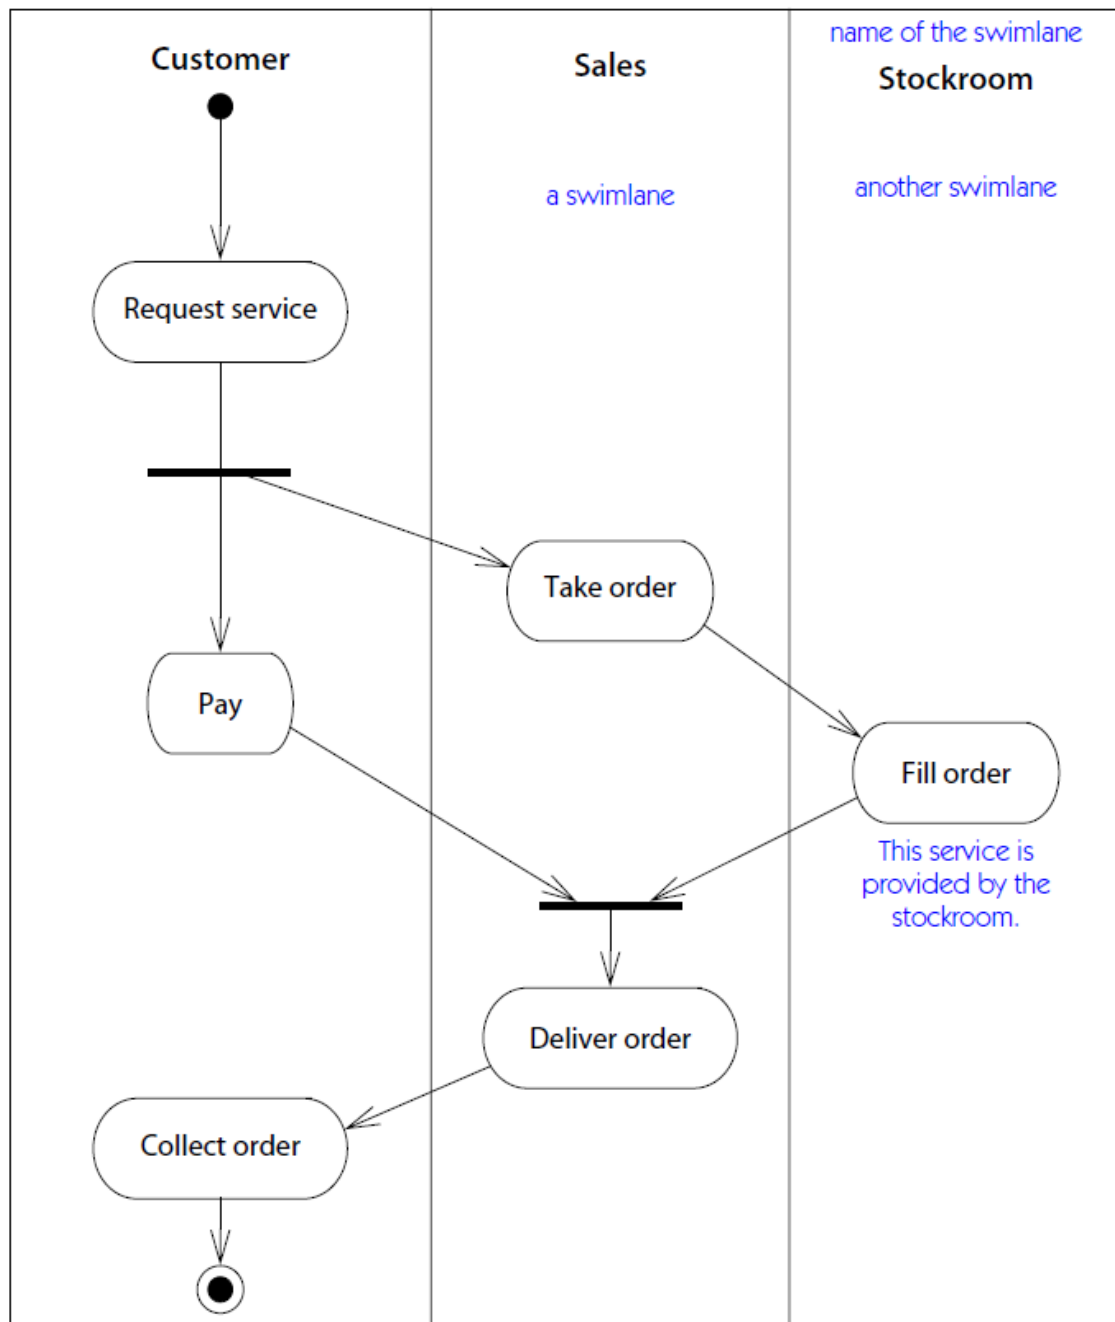 name of the swimlane
Customer
Sales
Stockroom
a swimlane
another swimlane
Request service
Take order
Pay
Fill order
This service is
provided by the
stockroom.
Deliver order
Collect order